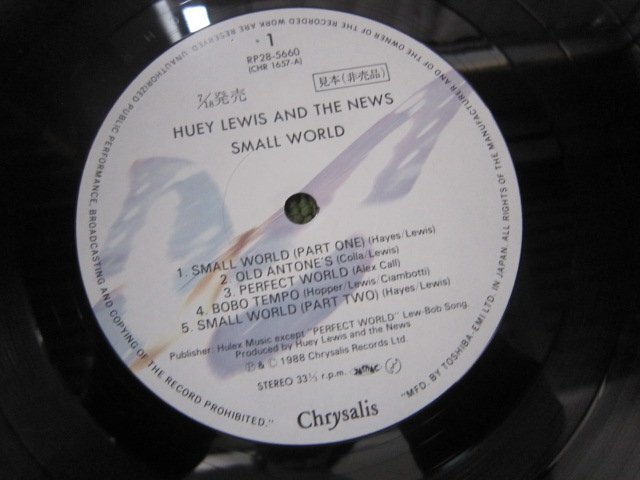 1
RP28-5660
(CHR 1657-A)
7/18発売
見本(非売品)
HUEY LEWIS AND THE NEWS
SMALL WORLD
1. SMALL WORLD (PART ONE) (Hayes/Lewis)
2. OLD ANTONE'S (Colla/Lewis)
3. PERFECT WORLD (Alex Call)
4. BOBO TEMPO (Hopper/Lewis/Ciambotti)
5. SMALL WORLD (PART TWO) (Hayes/Lewis)
Publisher: Hulex Music except "PERFECT WORLD" Lew-Bob Song.
Produced by Huey Lewis and the News
℗ & © 1988 Chrysalis Records Ltd.
STEREO 33⅓ r.p.m.
Chrysalis
"MFD. BY TOSHIBA-EMI LTD. IN JAPAN. ALL RIGHTS OF THE MANUFACTURER AND OF THE OWNER OF THE RECORDED WORK ARE RESERVED. UNAUTHORIZED PUBLIC PERFORMANCE, BROADCASTING AND COPYING OF THE RECORD PROHIBITED."